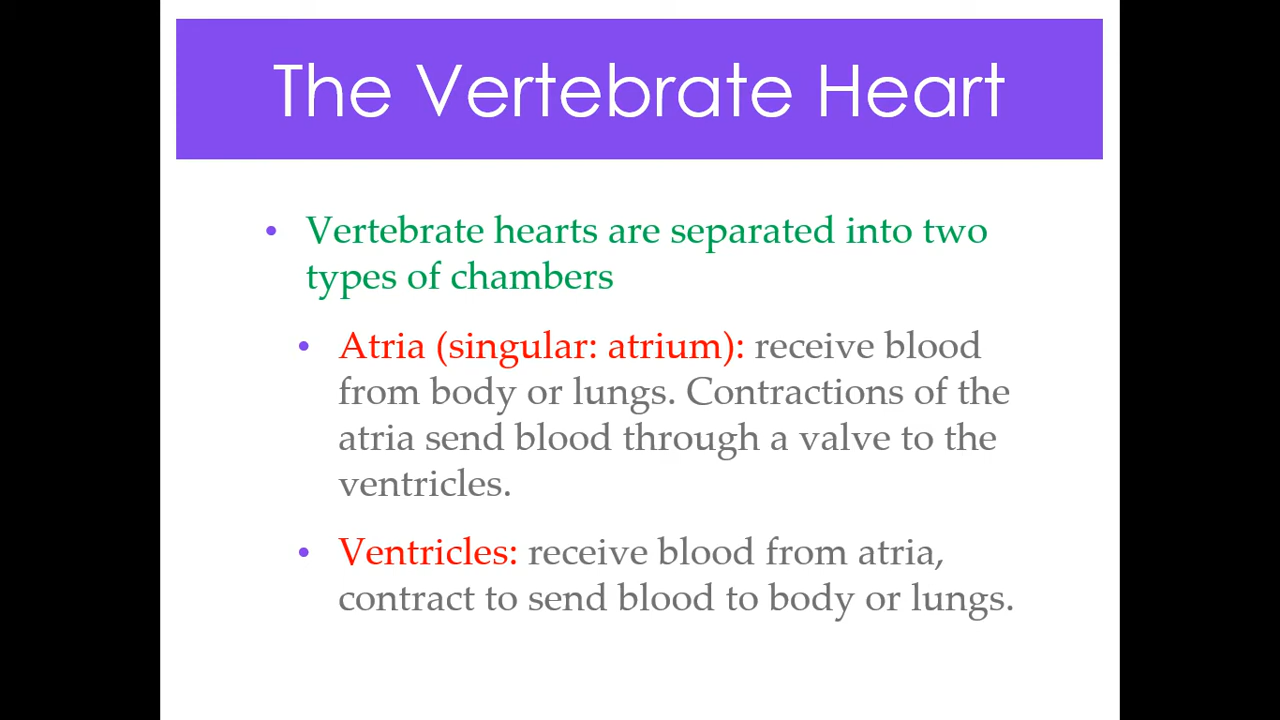 The Vertebrate Heart
• Vertebrate hearts are separated into two
types of chambers
• Atria (singular: atrium): receive blood
from body or lungs. Contractions of the
atria send blood through a valve to the
ventricles.
• Ventricles: receive blood from atria,
contract to send blood to body or lungs.